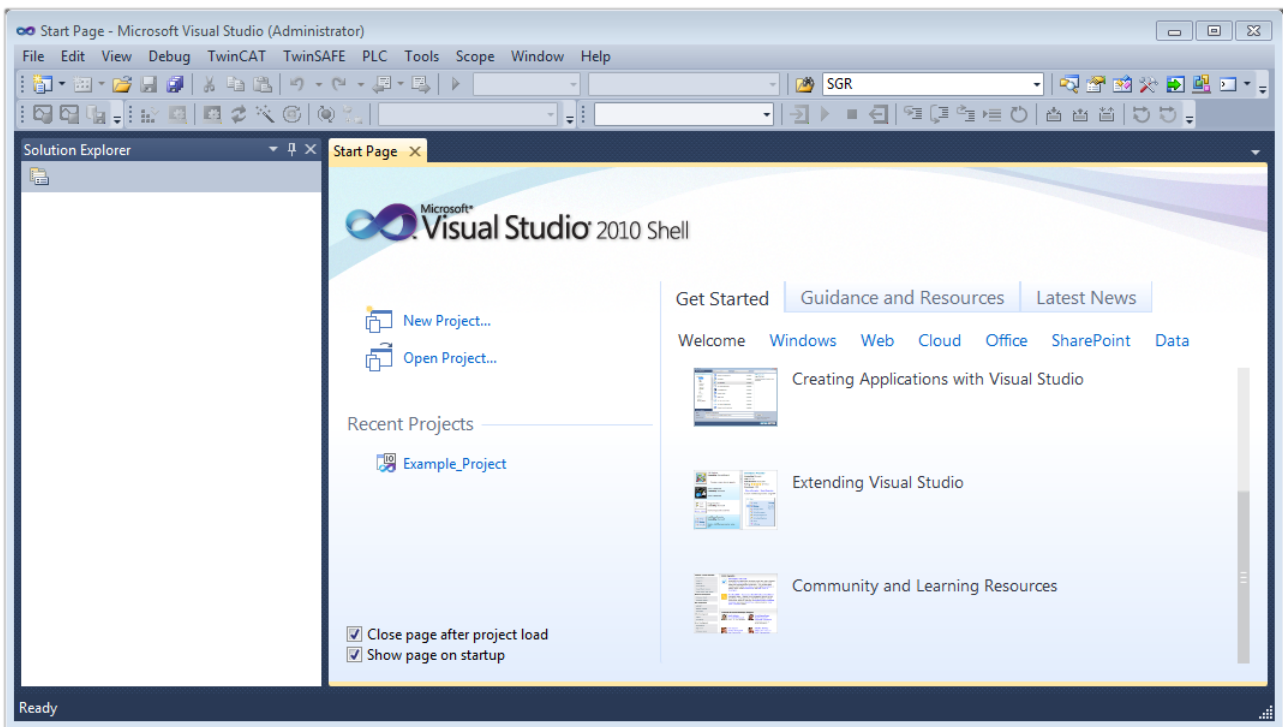 Start Page - Microsoft Visual Studio (Administrator)
File Edit View Debug TwinCAT TwinSAFE PLC Tools Scope Window Help
SGR
Solution Explorer
Start Page
Microsoft
Visual Studio 2010 Shell
Get Started Guidance and Resources Latest News
New Project...
Welcome Windows Web Cloud Office SharePoint Data
Open Project...
Creating Applications with Visual Studio
Recent Projects
Example_Project
Extending Visual Studio
Community and Learning Resources
Close page after project load
Show page on startup
Ready